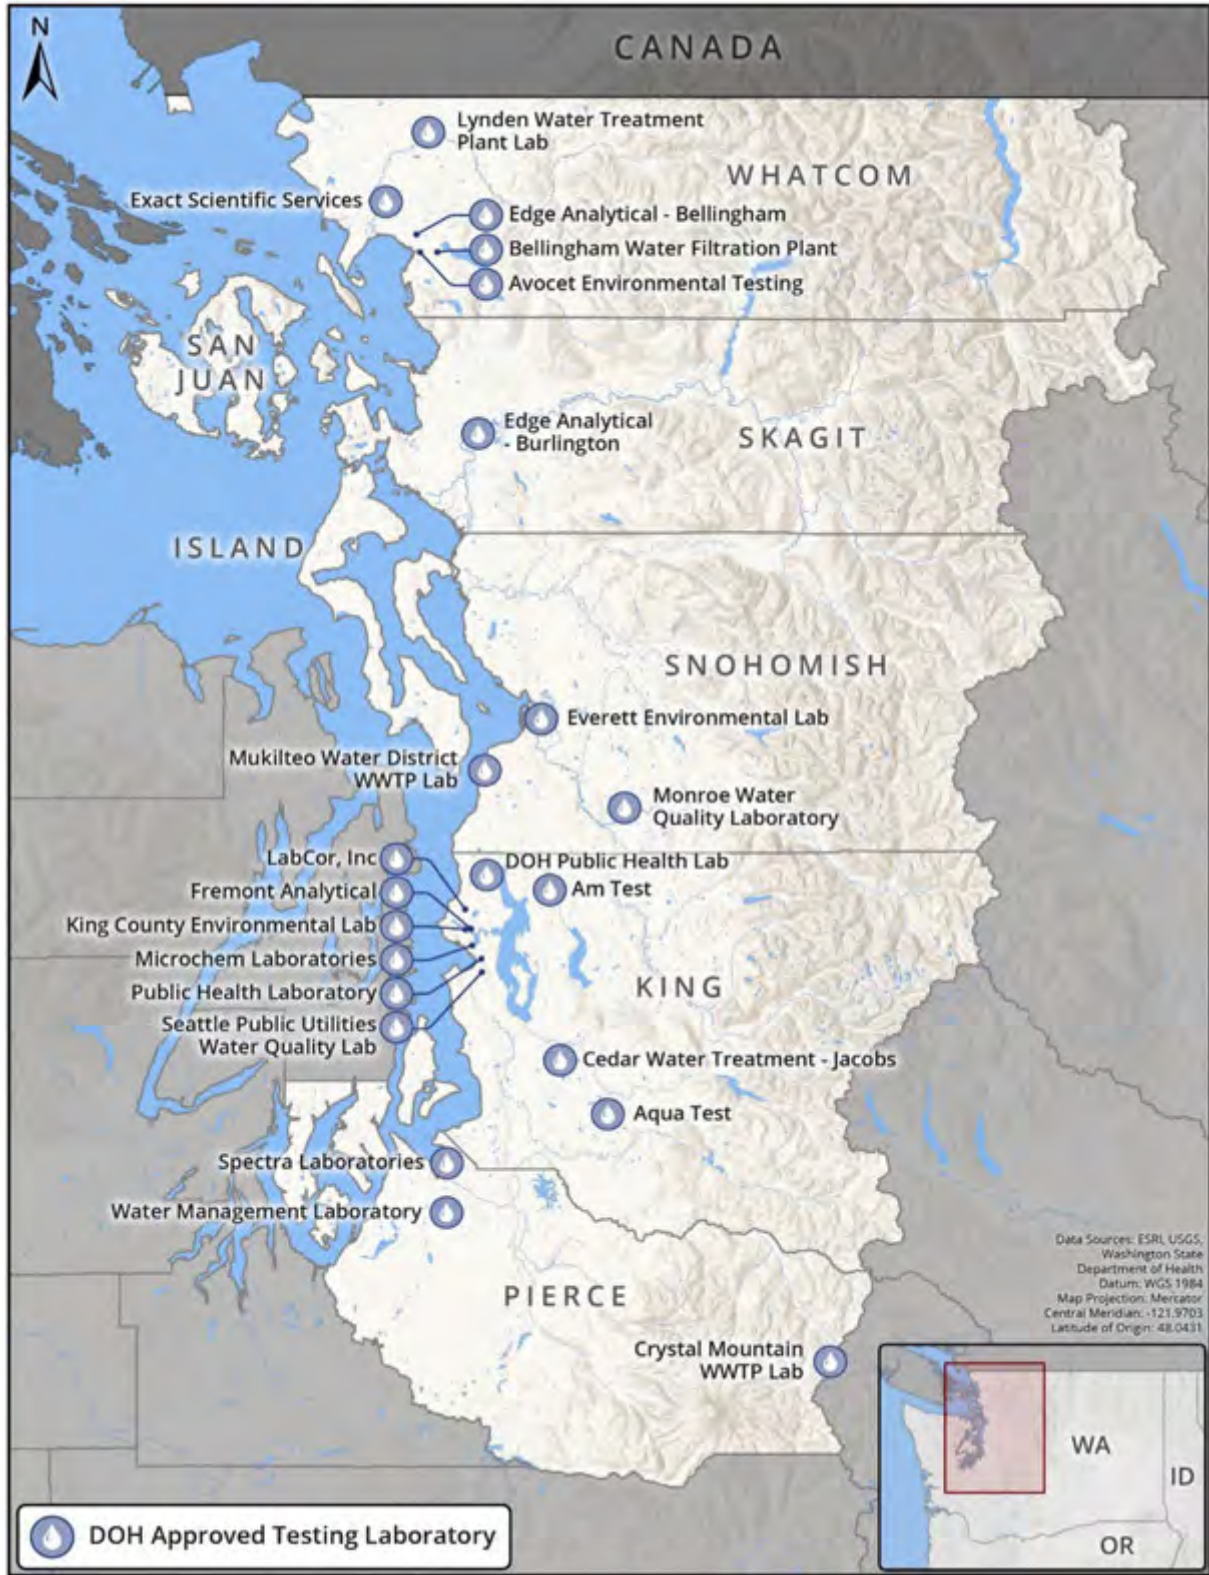 N
CANADA
Lynden Water Treatment
Plant Lab
WHATCOM
Exact Scientific Services
Edge Analytical - Bellingham
Bellingham Water Filtration Plant
Avocet Environmental Testing
SAN
JUAN
Edge Analytical
- Burlington
SKAGIT
ISLAND
SNOHOMISH
Everett Environmental Lab
Mukilteo Water District
WWTP Lab
Monroe Water
Quality Laboratory
LabCor, Inc
DOH Public Health Lab
Fremont Analytical
Am Test
King County Environmental Lab
Microchem Laboratories
Public Health Laboratory
KING
Seattle Public Utilities
Water Quality Lab
Cedar Water Treatment - Jacobs
Aqua Test
Spectra Laboratories
Water Management Laboratory
Data Sources: ESRI, USGS,
Washington State
Department of Health
Datum: WGS 1984
Map Projection: Mercator
Central Meridian: -121.9703
Latitude of Origin: 48.0431
PIERCE
Crystal Mountain
WWTP Lab
WA
ID
OR
DOH Approved Testing Laboratory